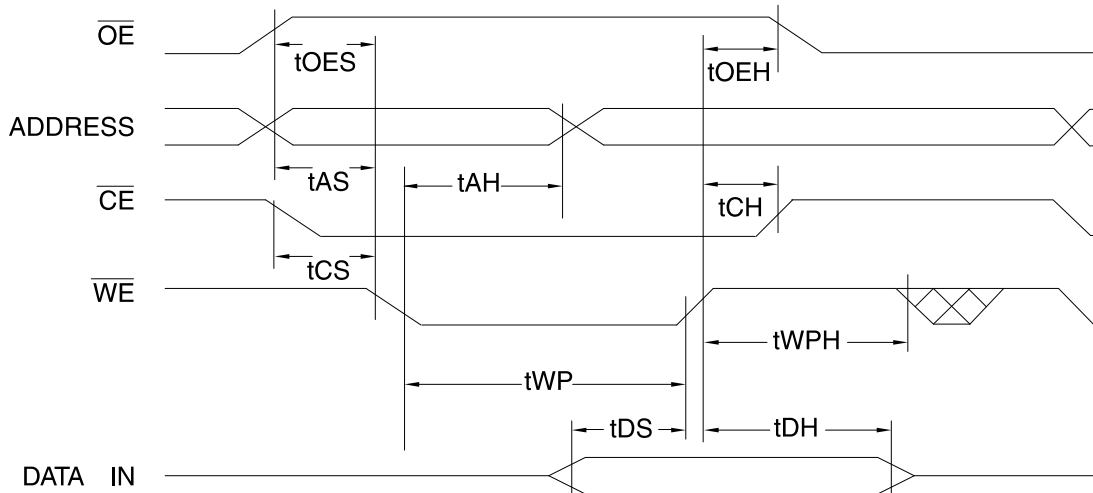 OE
tOES
tOEH
ADDRESS
tAS
tAH
CE
tCH
tCS
WE
tWPH
tWP
tDS
tDH
DATA IN